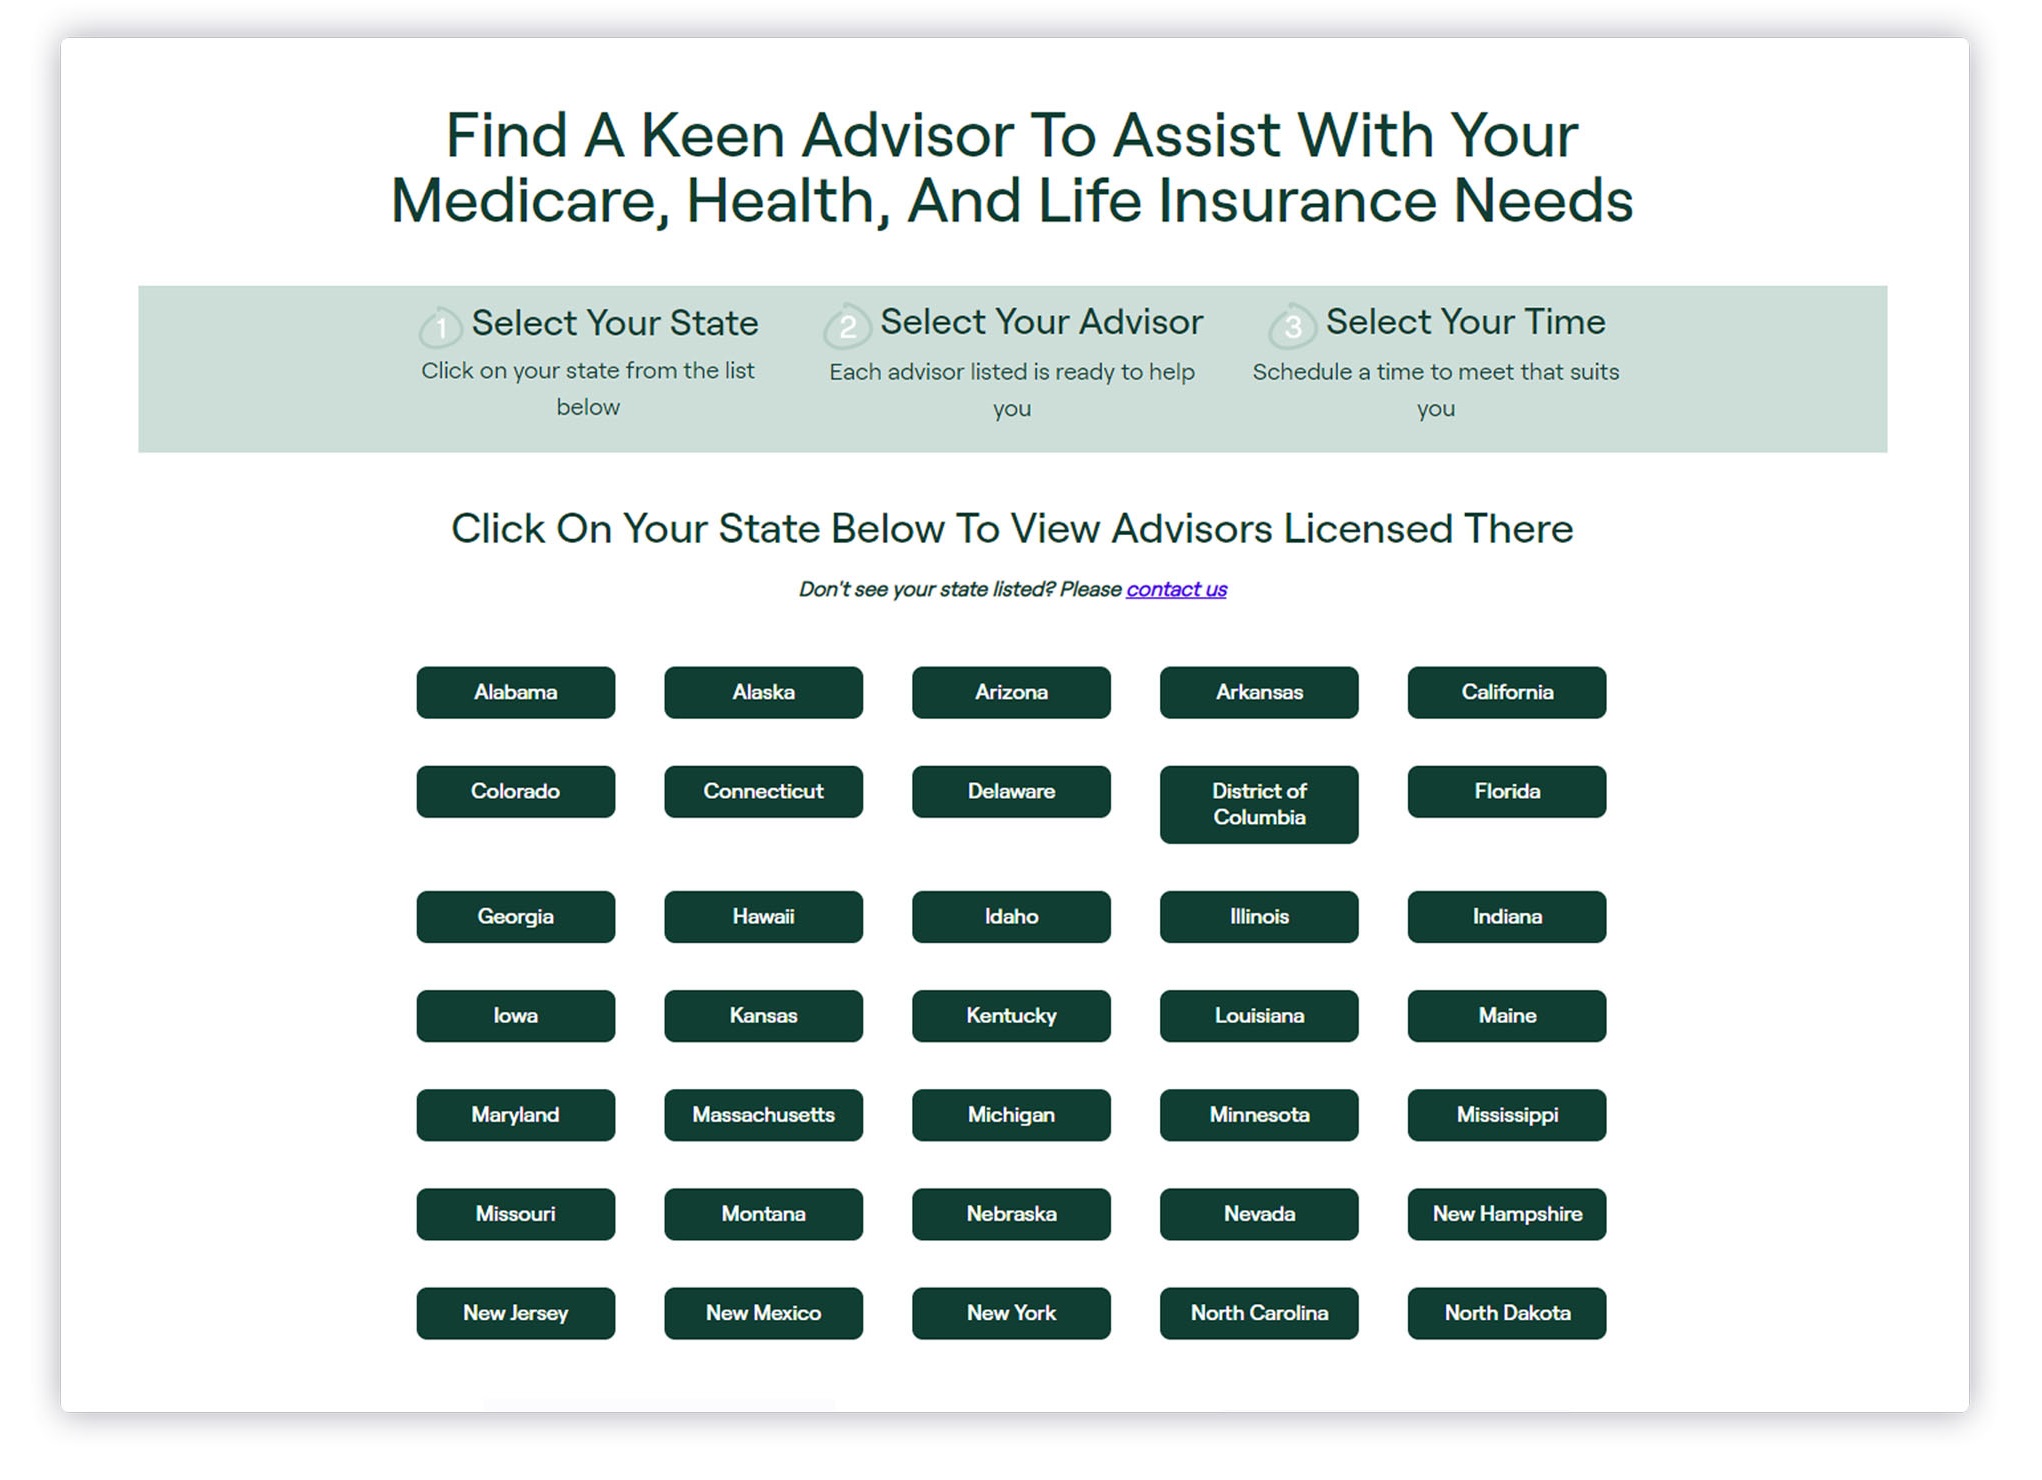 Find A Keen Advisor To Assist With Your
Medicare, Health, And Life Insurance Needs
1 Select Your State
Click on your state from the list
below
2 Select Your Advisor
Each advisor listed is ready to help
you
3 Select Your Time
Schedule a time to meet that suits
you
Click On Your State Below To View Advisors Licensed There
Don't see your state listed? Please contact us
Alabama
Alaska
Arizona
Arkansas
California
Colorado
Connecticut
Delaware
District of
Columbia
Florida
Georgia
Hawaii
Idaho
Illinois
Indiana
Iowa
Kansas
Kentucky
Louisiana
Maine
Maryland
Massachusetts
Michigan
Minnesota
Mississippi
Missouri
Montana
Nebraska
Nevada
New Hampshire
New Jersey
New Mexico
New York
North Carolina
North Dakota